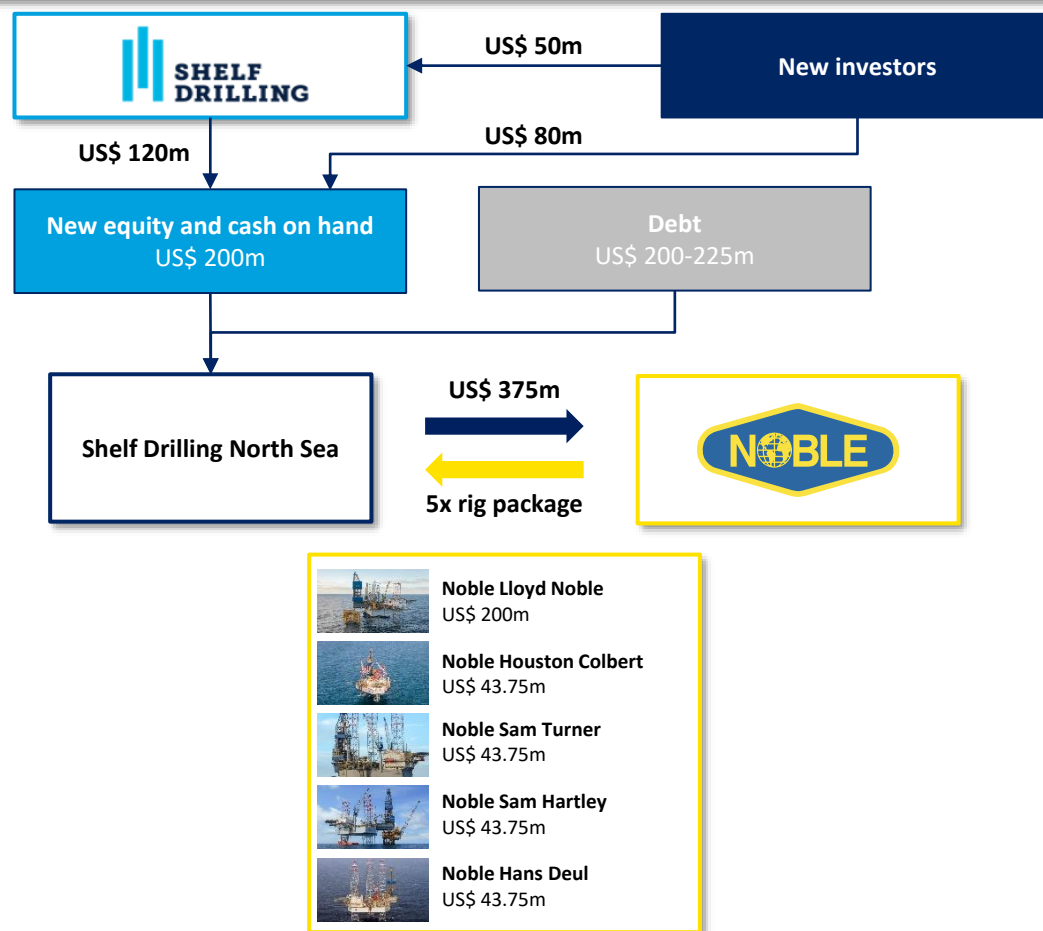 SHELF
DRILLING
US$ 50m
New investors
US$ 120m
US$ 80m
New equity and cash on hand
US$ 200m
Debt
US$ 200-225m
Shelf Drilling North Sea
US$ 375m
5x rig package
NOBLE
Noble Lloyd Noble
US$ 200m
Noble Houston Colbert
US$ 43.75m
Noble Sam Turner
US$ 43.75m
Noble Sam Hartley
US$ 43.75m
Noble Hans Deul
US$ 43.75m